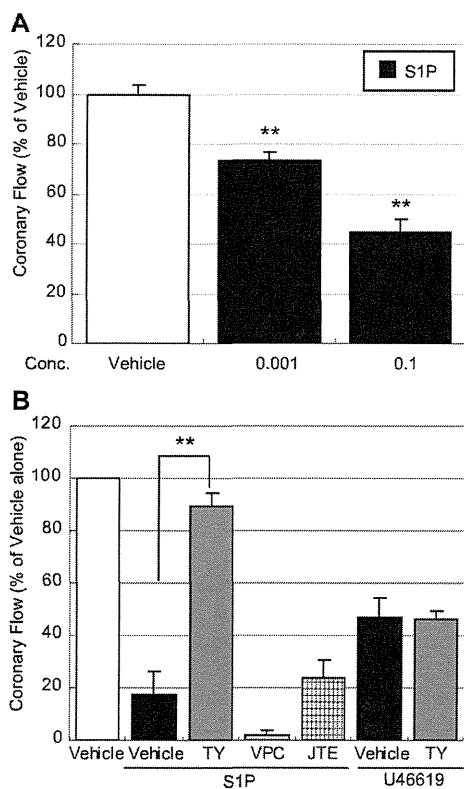 A
Coronary Flow (% of Vehicle)
120
100
80
60
40
20
0
S1P
**
**
Conc.
Vehicle
0.001
0.1
B
Coronary Flow (% of Vehicle alone)
120
100
80
60
40
20
0
**
Vehicle Vehicle TY VPC JTE Vehicle TY
S1P U46619